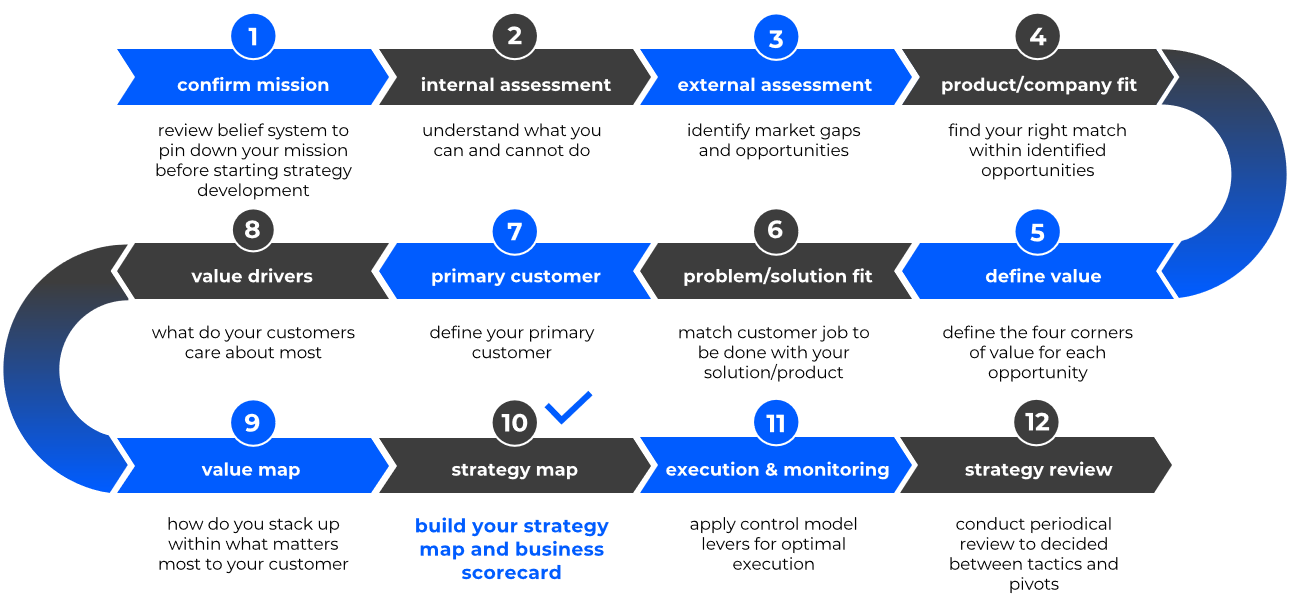 1
confirm mission
review belief system to
pin down your mission
before starting strategy
development
2
internal assessment
understand what you
can and cannot do
3
external assessment
identify market gaps
and opportunities
4
product/company fit
find your right match
within identified
opportunities
5
define value
define the four corners
of value for each
opportunity
6
problem/solution fit
match customer job to
be done with your
solution/product
7
primary customer
define your primary
customer
8
value drivers
what do your customers
care about most
9
value map
how do you stack up
within what matters
most to your customer
10
strategy map
build your strategy
map and business
scorecard
11
execution & monitoring
apply control model
levers for optimal
execution
12
strategy review
conduct periodical
review to decided
between tactics and
pivots